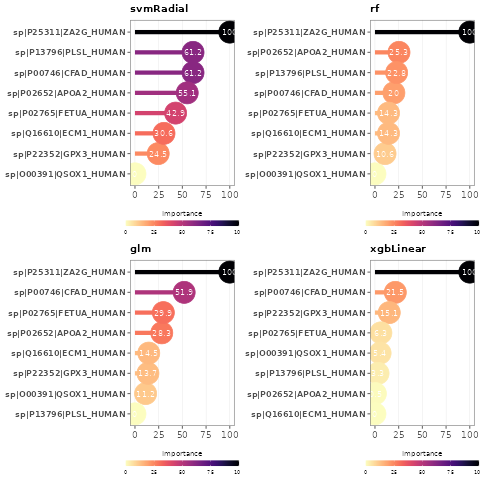 svmRadial
sp|P25311|ZA2G_HUMAN 100
sp|P13796|PLSL_HUMAN 61.2
sp|P00746|CFAD_HUMAN 61.2
sp|P02652|APOA2_HUMAN 55.1
sp|P02765|FETUA_HUMAN 42.9
sp|Q16610|ECM1_HUMAN 30.6
sp|P22352|GPX3_HUMAN 24.5
sp|O00391|QSOX1_HUMAN
0 25 50 75 100
Importance
0 25 50 75 10
rf
sp|P25311|ZA2G_HUMAN 100
sp|P02652|APOA2_HUMAN 25.3
sp|P13796|PLSL_HUMAN 22.8
sp|P00746|CFAD_HUMAN 20
sp|P02765|FETUA_HUMAN 14.3
sp|Q16610|ECM1_HUMAN 14.3
sp|P22352|GPX3_HUMAN 10.6
sp|O00391|QSOX1_HUMAN
0 25 50 75 100
Importance
0 25 50 75 10
glm
sp|P25311|ZA2G_HUMAN 100
sp|P00746|CFAD_HUMAN 51.9
sp|P02765|FETUA_HUMAN 29.9
sp|P02652|APOA2_HUMAN 28.3
sp|Q16610|ECM1_HUMAN 14.5
sp|P22352|GPX3_HUMAN 13.7
sp|O00391|QSOX1_HUMAN 11.2
sp|P13796|PLSL_HUMAN
0 25 50 75 100
Importance
0 25 50 75 10
xgbLinear
sp|P25311|ZA2G_HUMAN 100
sp|P00746|CFAD_HUMAN 21.5
sp|P22352|GPX3_HUMAN 15.1
sp|P02765|FETUA_HUMAN
sp|O00391|QSOX1_HUMAN
sp|P13796|PLSL_HUMAN
sp|P02652|APOA2_HUMAN
sp|Q16610|ECM1_HUMAN
0 25 50 75 100
Importance
0 25 50 75 10